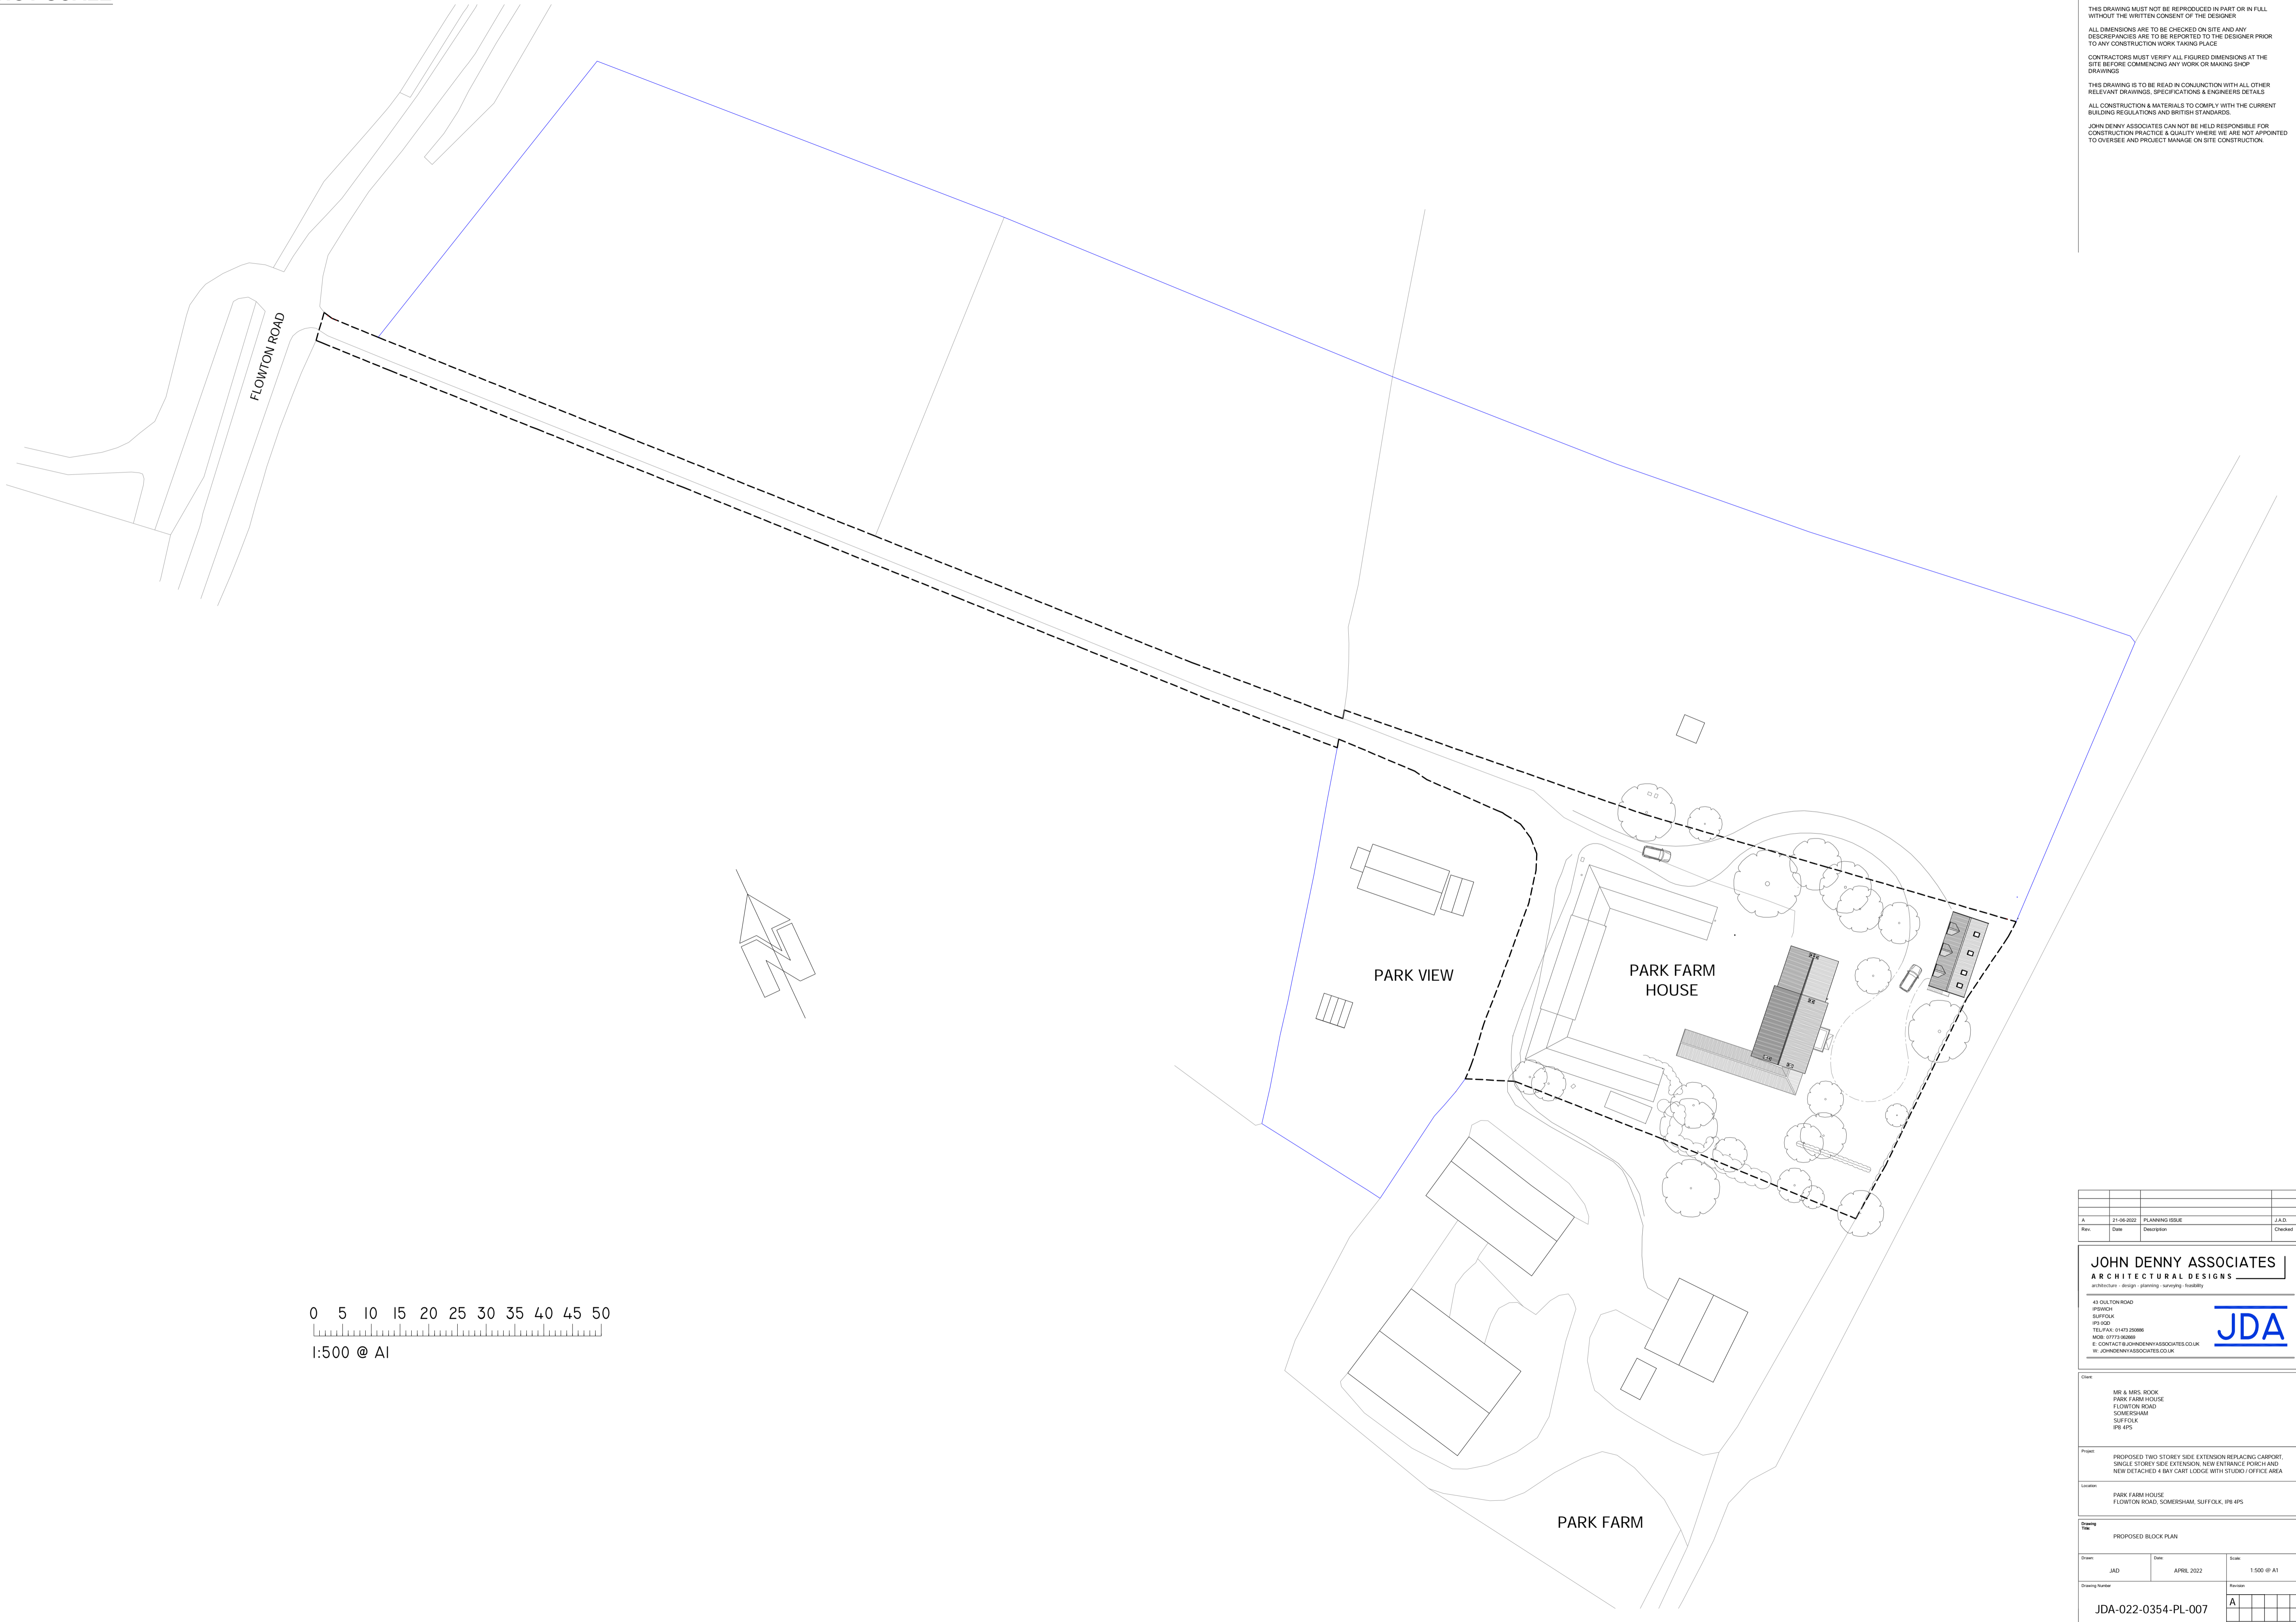 THIS DRAWING MUST NOT BE REPRODUCED IN PART OR IN FULL
WITHOUT THE WRITTEN CONSENT OF THE DESIGNER
ALL DIMENSIONS ARE TO BE CHECKED ON SITE AND ANY
DESCREPANCIES ARE TO BE REPORTED TO THE DESIGNER PRIOR
TO ANY CONSTRUCTION WORK TAKING PLACE
CONTRACTORS MUST VERIFY ALL FIGURED DIMENSIONS AT THE
SITE BEFORE COMMENCING ANY WORK OR MAKING SHOP
DRAWINGS
THIS DRAWING IS TO BE READ IN CONJUNCTION WITH ALL OTHER
RELEVANT DRAWINGS, SPECIFICATIONS & ENGINEERS DETAILS
ALL CONSTRUCTION & MATERIALS TO COMPLY WITH THE CURRENT
BUILDING REGULATIONS AND BRITISH STANDARDS.
JOHN DENNY ASSOCIATES CAN NOT BE HELD RESPONSIBLE FOR
CONSTRUCTION PRACTICE & QUALITY WHERE WE ARE NOT APPOINTED
TO OVERSEE AND PROJECT MANAGE ON SITE CONSTRUCTION.
FLOWTON ROAD
PARK VIEW
PARK FARM
HOUSE
N
0 5 10 15 20 25 30 35 40 45 50
1:500 @ A1
PARK FARM
A 21-06-2022 PLANNING ISSUE J.A.D.
Rev. Date Description Checked
JOHN DENNY ASSOCIATES
ARCHITECTURAL DESIGNS
architecture - design - planning - surveying - feasibility
43 OULTON ROAD
IPSWICH
SUFFOLK
IP3 0QD
TEL/FAX: 01473 250886
MOB: 07773 062669
E: CONTACT@JOHNDENNYASSOCIATES.CO.UK
W: JOHNDENNYASSOCIATES.CO.UK
JDA
Client:
MR & MRS. ROOK
PARK FARM HOUSE
FLOWTON ROAD
SOMERSHAM
SUFFOLK
IP8 4PS
Project:
PROPOSED TWO STOREY SIDE EXTENSION REPLACING CARPORT,
SINGLE STOREY SIDE EXTENSION, NEW ENTRANCE PORCH AND
NEW DETACHED 4 BAY CART LODGE WITH STUDIO / OFFICE AREA
Location:
PARK FARM HOUSE
FLOWTON ROAD, SOMERSHAM, SUFFOLK, IP8 4PS
Drawing
Title:
PROPOSED BLOCK PLAN
Drawn: Date: Scale:
JAD APRIL 2022 1:500 @ A1
Drawing Number Revision
JDA-022-0354-PL-007 A